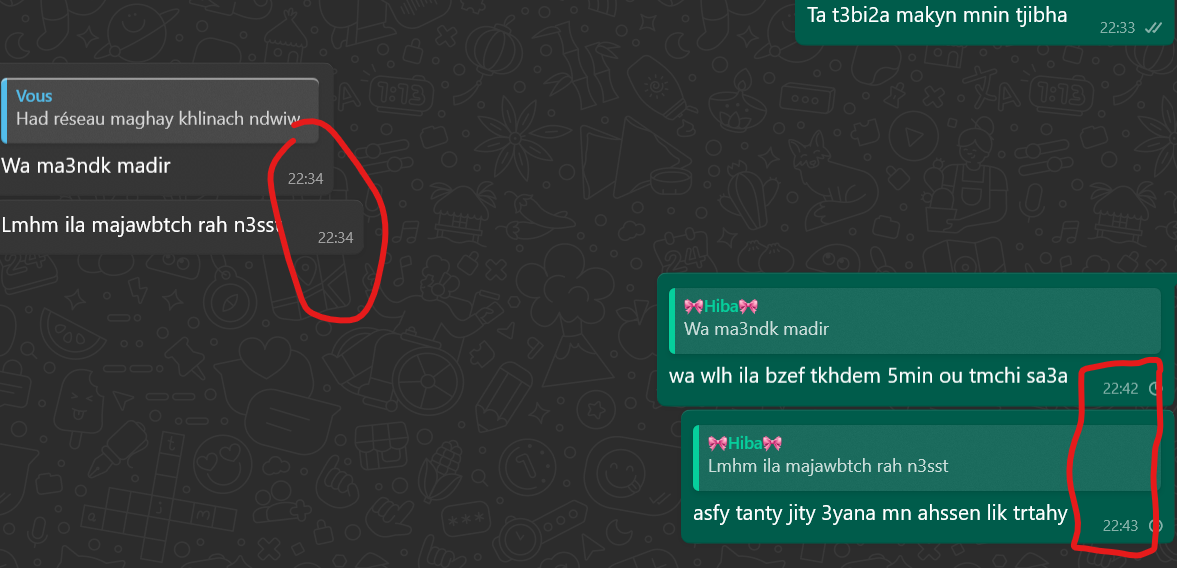 Ta t3bi2a makyn mnin tjibha
22:33
Vous
Had réseau maghay khlinach ndwiw
Wa ma3ndk madir
22:34
Lmhm ila majawbtch rah n3sst
22:34
🎀Hiba🎀
Wa ma3ndk madir
wa wlh ila bzef tkhdem 5min ou tmchi sa3a
22:42
🎀Hiba🎀
Lmhm ila majawbtch rah n3sst
asfy tanty jity 3yana mn ahssen lik trtahy
22:43